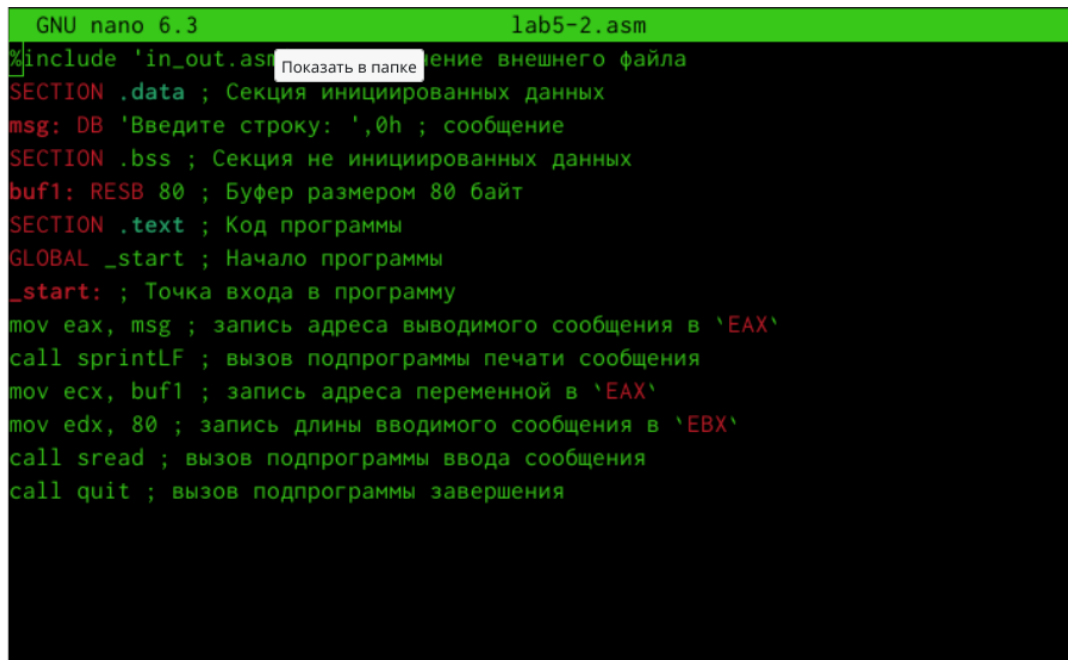 GNU nano 6.3 lab5-2.asm
%include 'in_out.asm ение внешнего файла
Показать в папке
SECTION .data ; Секция инициированных данных
msg: DB 'Введите строку: ',0h ; сообщение
SECTION .bss ; Секция не инициированных данных
buf1: RESB 80 ; Буфер размером 80 байт
SECTION .text ; Код программы
GLOBAL _start ; Начало программы
_start: ; Точка входа в программу
mov eax, msg ; запись адреса выводимого сообщения в `EAX`
call sprintLF ; вызов подпрограммы печати сообщения
mov ecx, buf1 ; запись адреса переменной в `EAX`
mov edx, 80 ; запись длины вводимого сообщения в `EBX`
call sread ; вызов подпрограммы ввода сообщения
call quit ; вызов подпрограммы завершения